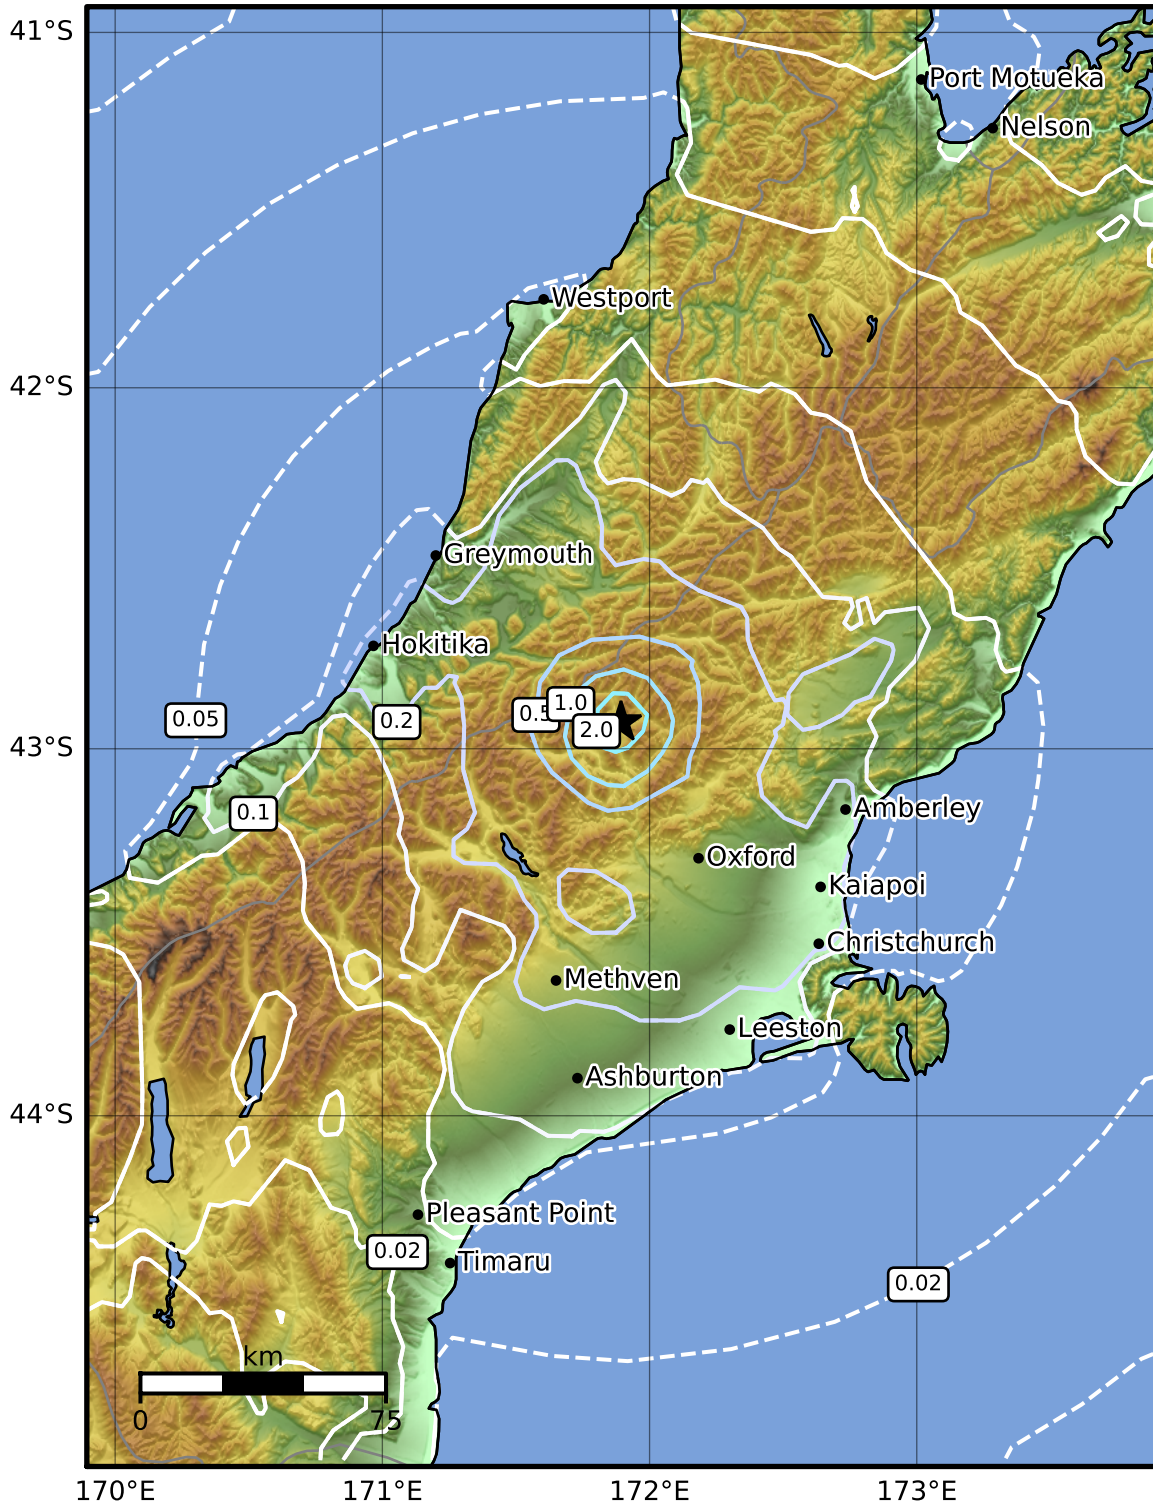 41°S
Port Motueka
Nelson
Westport
42°S
Greymouth
Hokitika
0.05
0.2
0.5
1.0
2.0
43°S
0.1
Amberley
Oxford
Kaiapoi
Christchurch
Methven
Leeston
Ashburton
44°S
Pleasant Point
0.02
Timaru
0.02
km
0
75
170°E
171°E
172°E
173°E